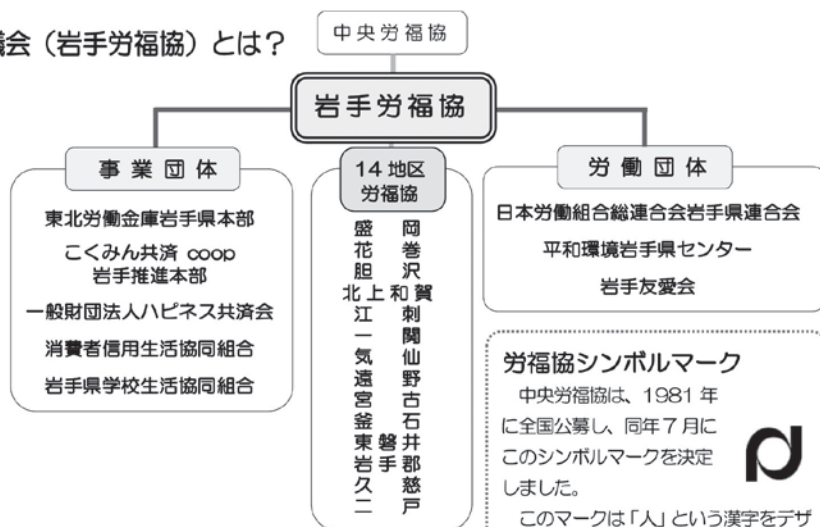 議会（岩手労福協）とは？
中央労福協
岩手労福協
事業団体
東北労働金庫岩手県本部
こくみん共済 coop
岩手推進本部
一般財団法人ハピネス共済会
消費者信用生活協同組合
岩手県学校生活協同組合
14地区
労福協
盛岡
花巻
胆沢
北上和賀
江刺
一関
気仙
遠野
宮古
釜石
東磐井
岩手郡
久慈
二戸
労働団体
日本労働組合総連合会岩手県連合会
平和環境岩手県センター
岩手友愛会
労福協シンボルマーク
中央労福協は、1981年
に全国公募し、同年7月に
このシンボルマークを決定
しました。
このマークは「人」という漢字をデザ